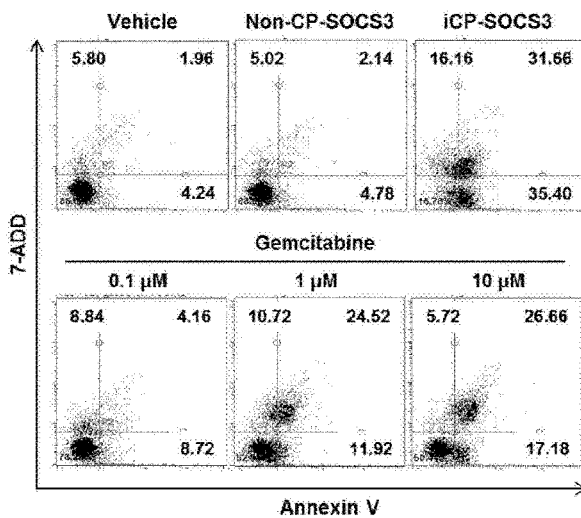 Vehicle Non-CP-SOCS3 iCP-SOCS3
5.80 1.96 5.02 2.14 16.16 31.66
4.24 4.78 35.40
7-ADD
Gemcitabine
0.1 µM 1 µM 10 µM
8.84 4.16 10.72 24.52 5.72 26.66
8.72 11.92 17.18
Annexin V